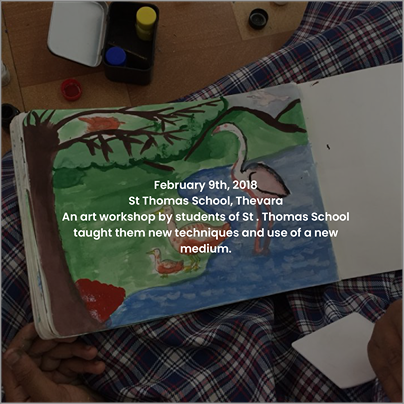 February 9th, 2018
St Thomas School, Thevara
An art workshop by students of St . Thomas School
taught them new techniques and use of a new
medium.